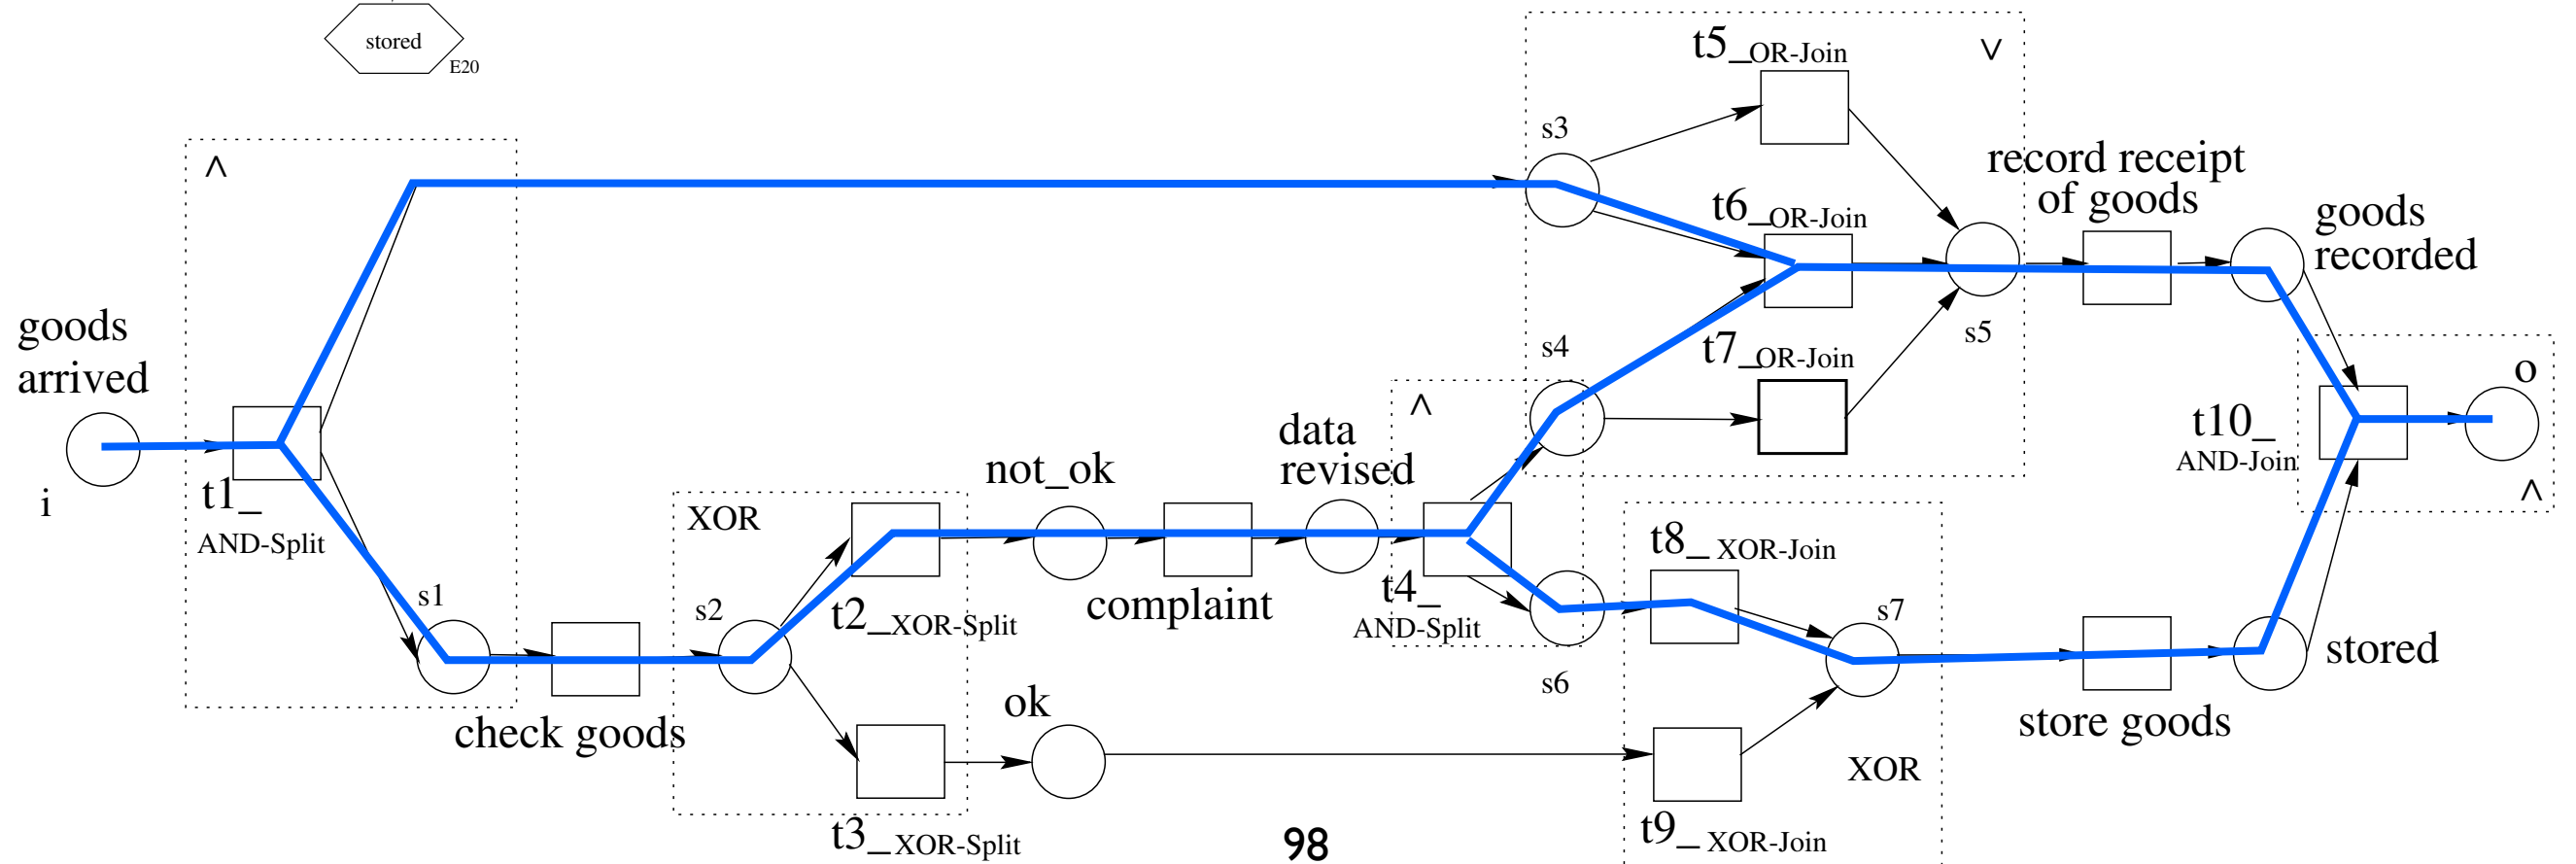 stored
E20
t5_OR-Join
V
s3
^
record receipt
of goods
t6_OR-Join
goods
recorded
goods
arrived
s4
t7_OR-Join
s5
o
^
data
revised
t10_
AND-Join
not_ok
i
t1_
AND-Split
XOR
^
t8_ XOR-Join
s1
s2
t2_XOR-Split
complaint
t4_
AND-Split
s7
stored
s6
ok
check goods
store goods
XOR
t3_XOR-Split
98
t9_ XOR-Join